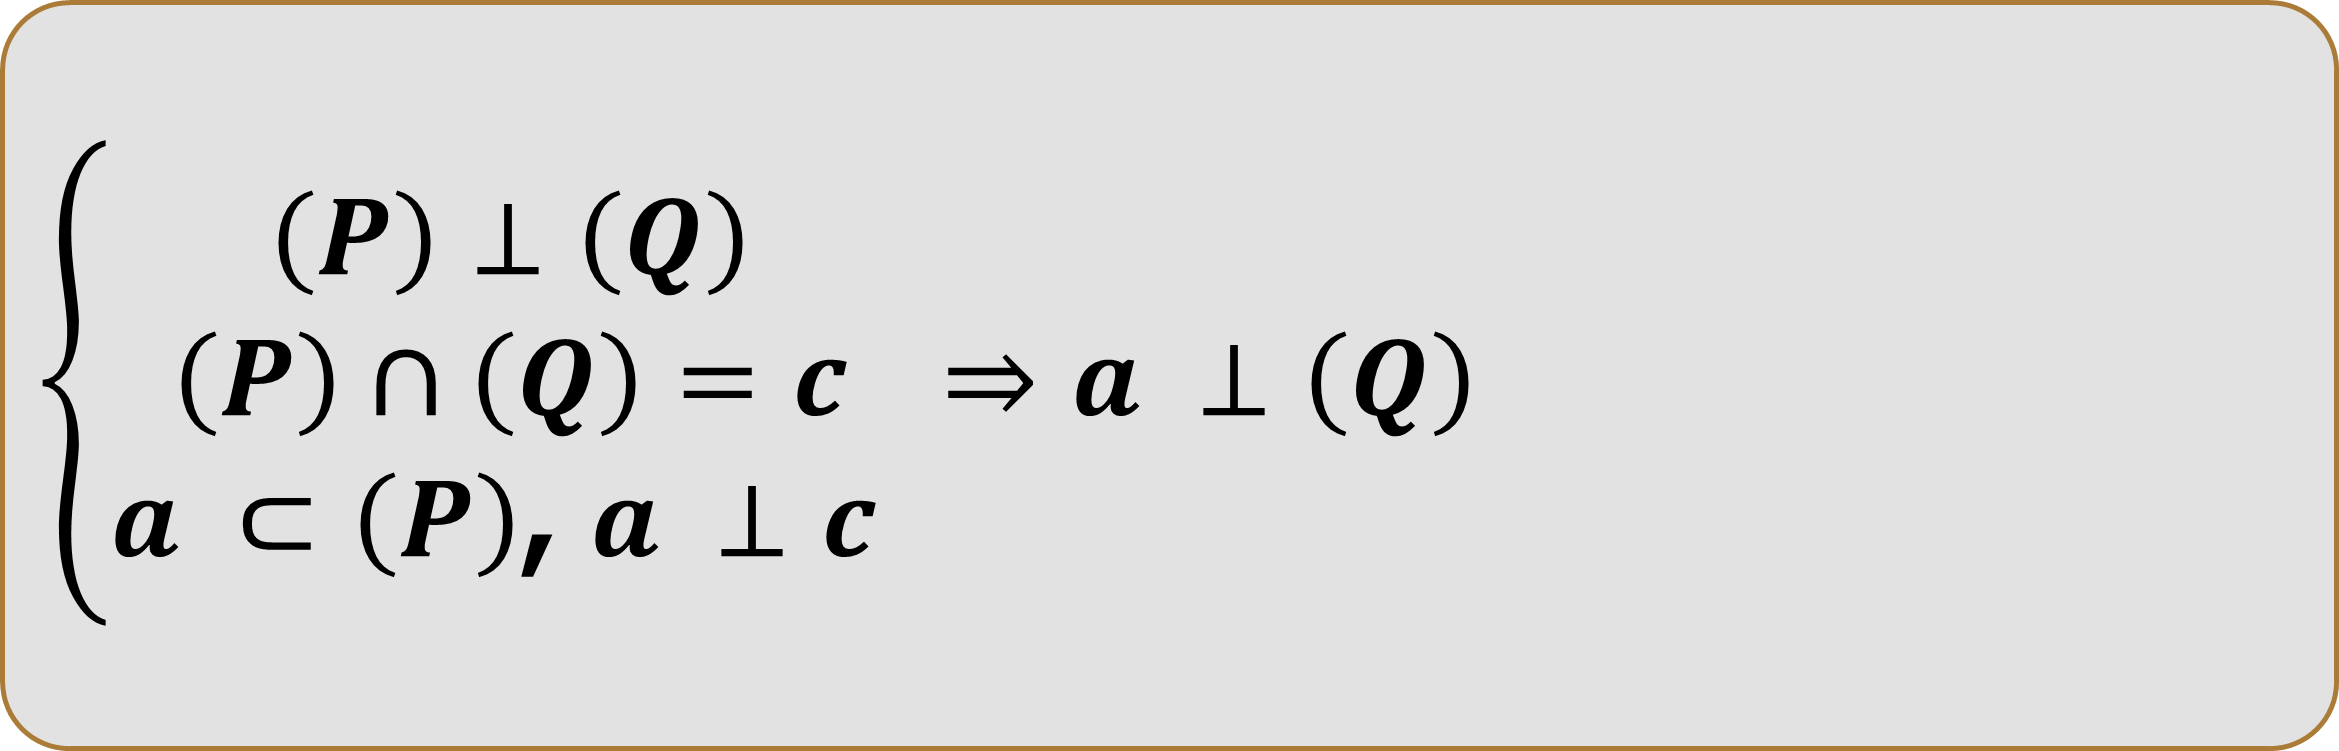 (P) ⊥ (Q)
(P) ∩ (Q) = c ⇒ a ⊥ (Q)
a ⊂ (P), a ⊥ c